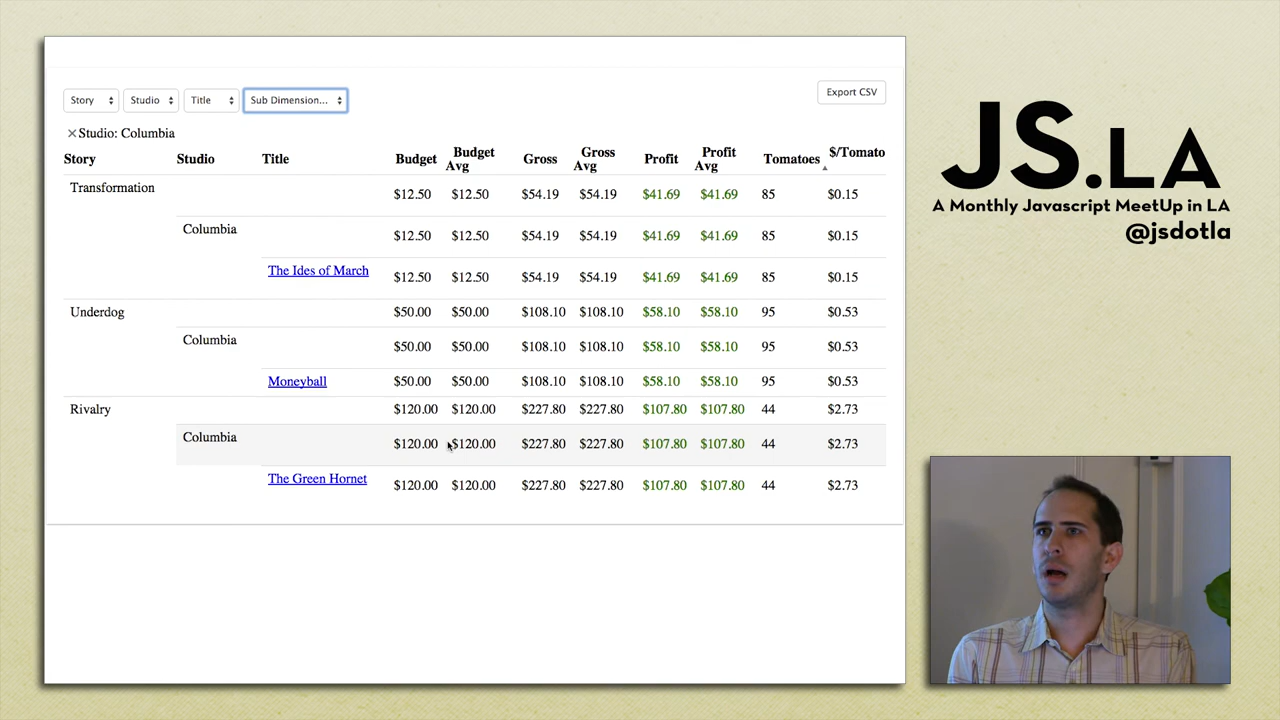 Story Studio Title Sub Dimension... Export CSV
×Studio: Columbia
Story Studio Title Budget Budget Avg Gross Gross Avg Profit Profit Avg Tomatoes $/Tomato
Transformation $12.50 $12.50 $54.19 $54.19 $41.69 $41.69 85 $0.15
Columbia $12.50 $12.50 $54.19 $54.19 $41.69 $41.69 85 $0.15
The Ides of March $12.50 $12.50 $54.19 $54.19 $41.69 $41.69 85 $0.15
Underdog $50.00 $50.00 $108.10 $108.10 $58.10 $58.10 95 $0.53
Columbia $50.00 $50.00 $108.10 $108.10 $58.10 $58.10 95 $0.53
Moneyball $50.00 $50.00 $108.10 $108.10 $58.10 $58.10 95 $0.53
Rivalry $120.00 $120.00 $227.80 $227.80 $107.80 $107.80 44 $2.73
Columbia $120.00 $120.00 $227.80 $227.80 $107.80 $107.80 44 $2.73
The Green Hornet $120.00 $120.00 $227.80 $227.80 $107.80 $107.80 44 $2.73
JS.LA
A Monthly Javascript MeetUp in LA
@jsdotla